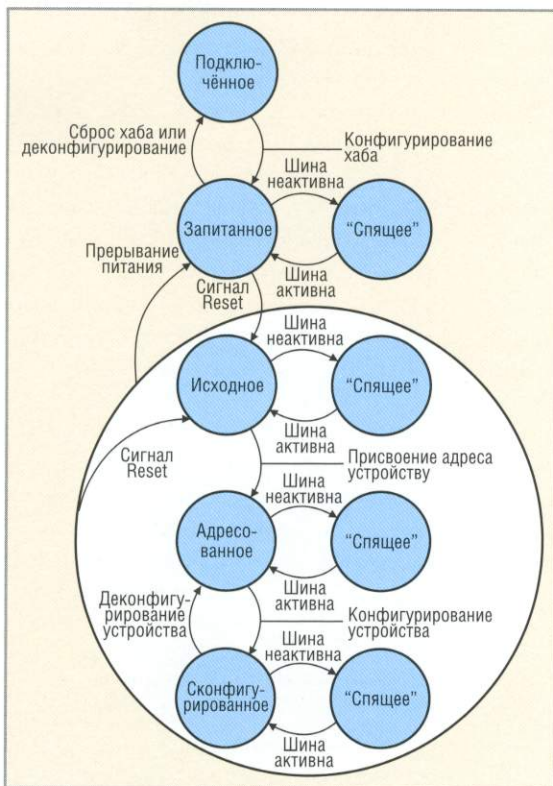 Подклю-
чённое
Сброс хаба или
деконфигурирование
Конфигурирование
хаба
Шина
неактивна
Запитанное
“Спящее”
Прерывание
питания
Шина
активна
Сигнал
Reset
Шина
неактивна
Исходное
“Спящее”
Шина
активна
Сигнал
Reset
Присвоение адреса
устройству
Шина
неактивна
Адресо-
ванное
“Спящее”
Шина
активна
Деконфигу-
рирование
устройства
Конфигурирование
устройства
Шина
неактивна
Сконфигу-
рированное
“Спящее”
Шина
активна